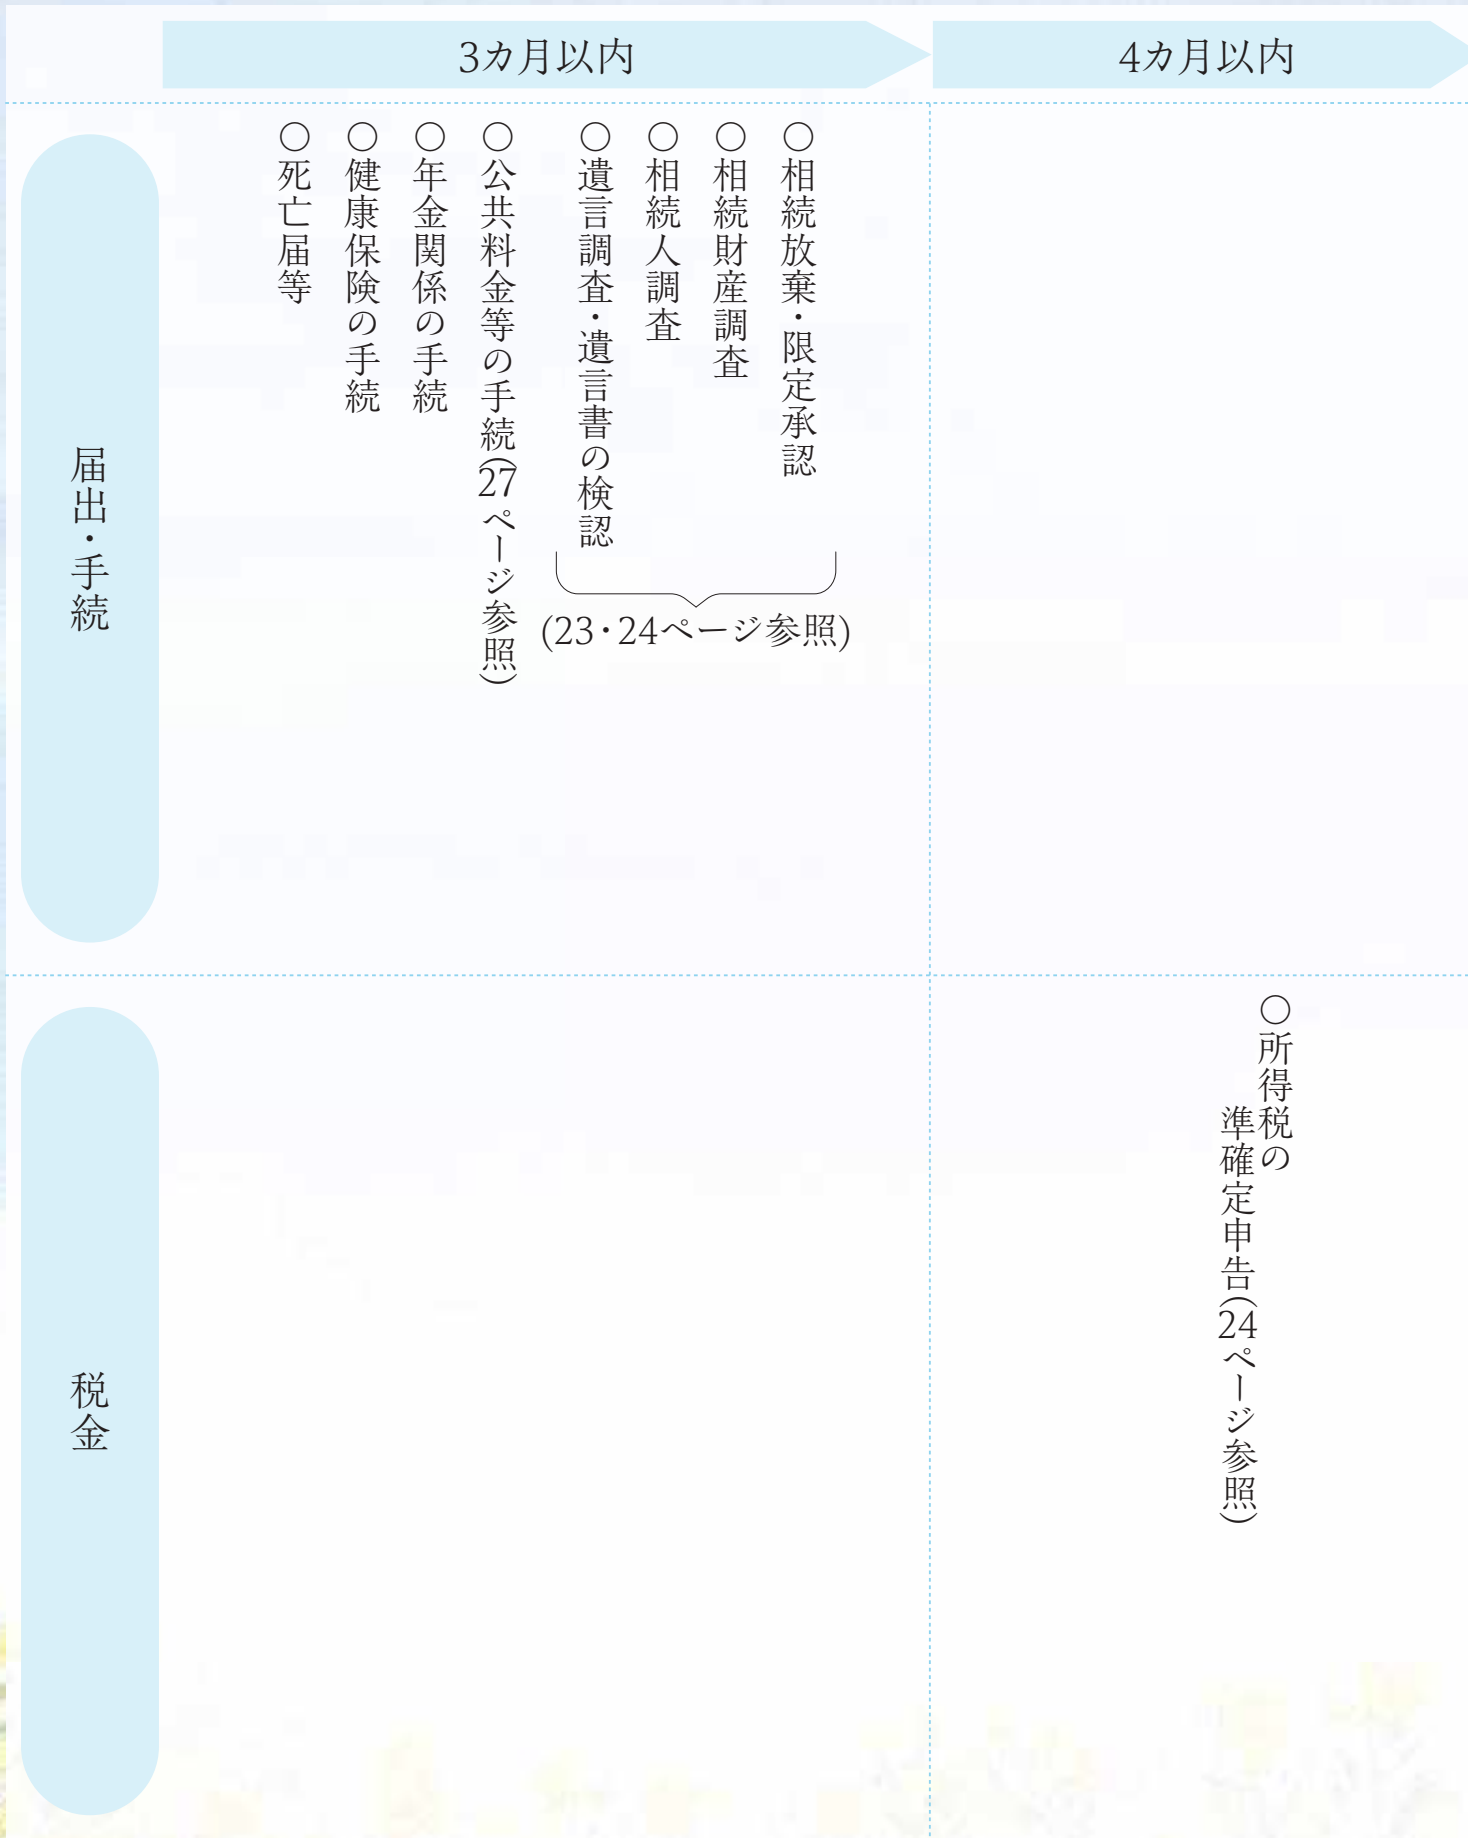 3カ月以内
4カ月以内
届出・手続
○死亡届等
○健康保険の手続
○年金関係の手続
○公共料金等の手続(27ページ参照)
○遺言調査・遺言書の検認
○相続人調査
○相続財産調査
○相続放棄・限定承認
(23・24ページ参照)
税金
○所得税の
準確定申告(24ページ参照)